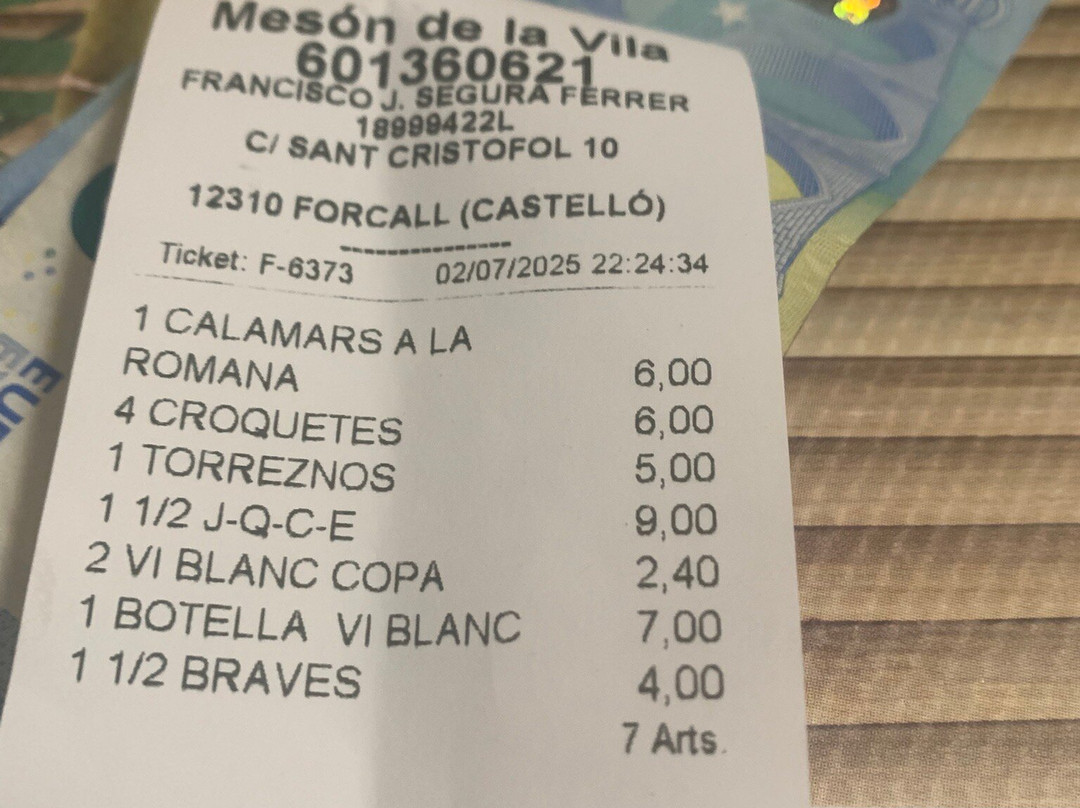 Mesón de la Vila
601360621
FRANCISCO J. SEGURA FERRER
18999422L
C/ SANT CRISTOFOL 10
12310 FORCALL (CASTELLÓ)
---------------
Ticket: F-6373 02/07/2025 22:24:34
1 CALAMARS A LA
ROMANA 6,00
4 CROQUETES 6,00
1 TORREZNOS 5,00
1 1/2 J-Q-C-E 9,00
2 VI BLANC COPA 2,40
1 BOTELLA VI BLANC 7,00
1 1/2 BRAVES 4,00
7 Arts.